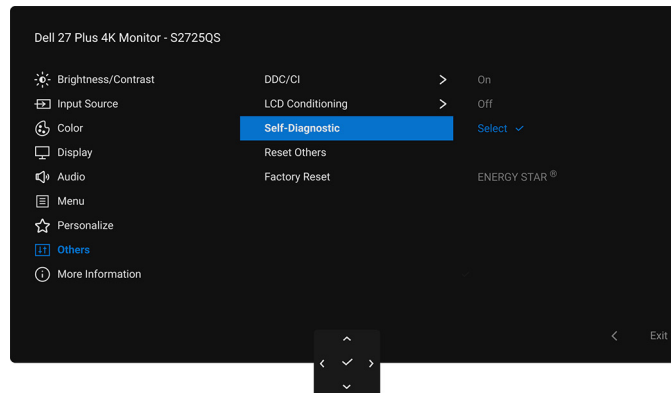 Dell 27 Plus 4K Monitor - S2725QS
Brightness/Contrast DDC/CI > On
Input Source LCD Conditioning > Off
Color Self-Diagnostic Select ✓
Display Reset Others
Audio Factory Reset ENERGY STAR ®
Menu
Personalize
Others
More Information
< Exit